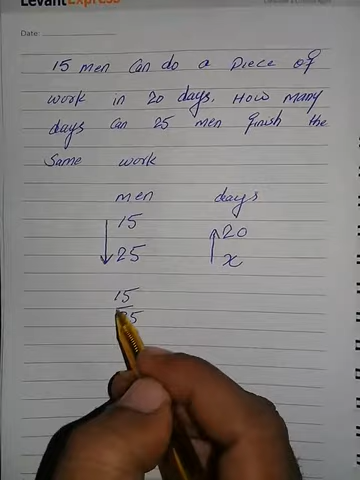 Levant Express
Date:
15 men Can do a Piece of
work in 20 days. How many
days Can 25 men finish the
Same work
men days
15 20
25 x
15
25